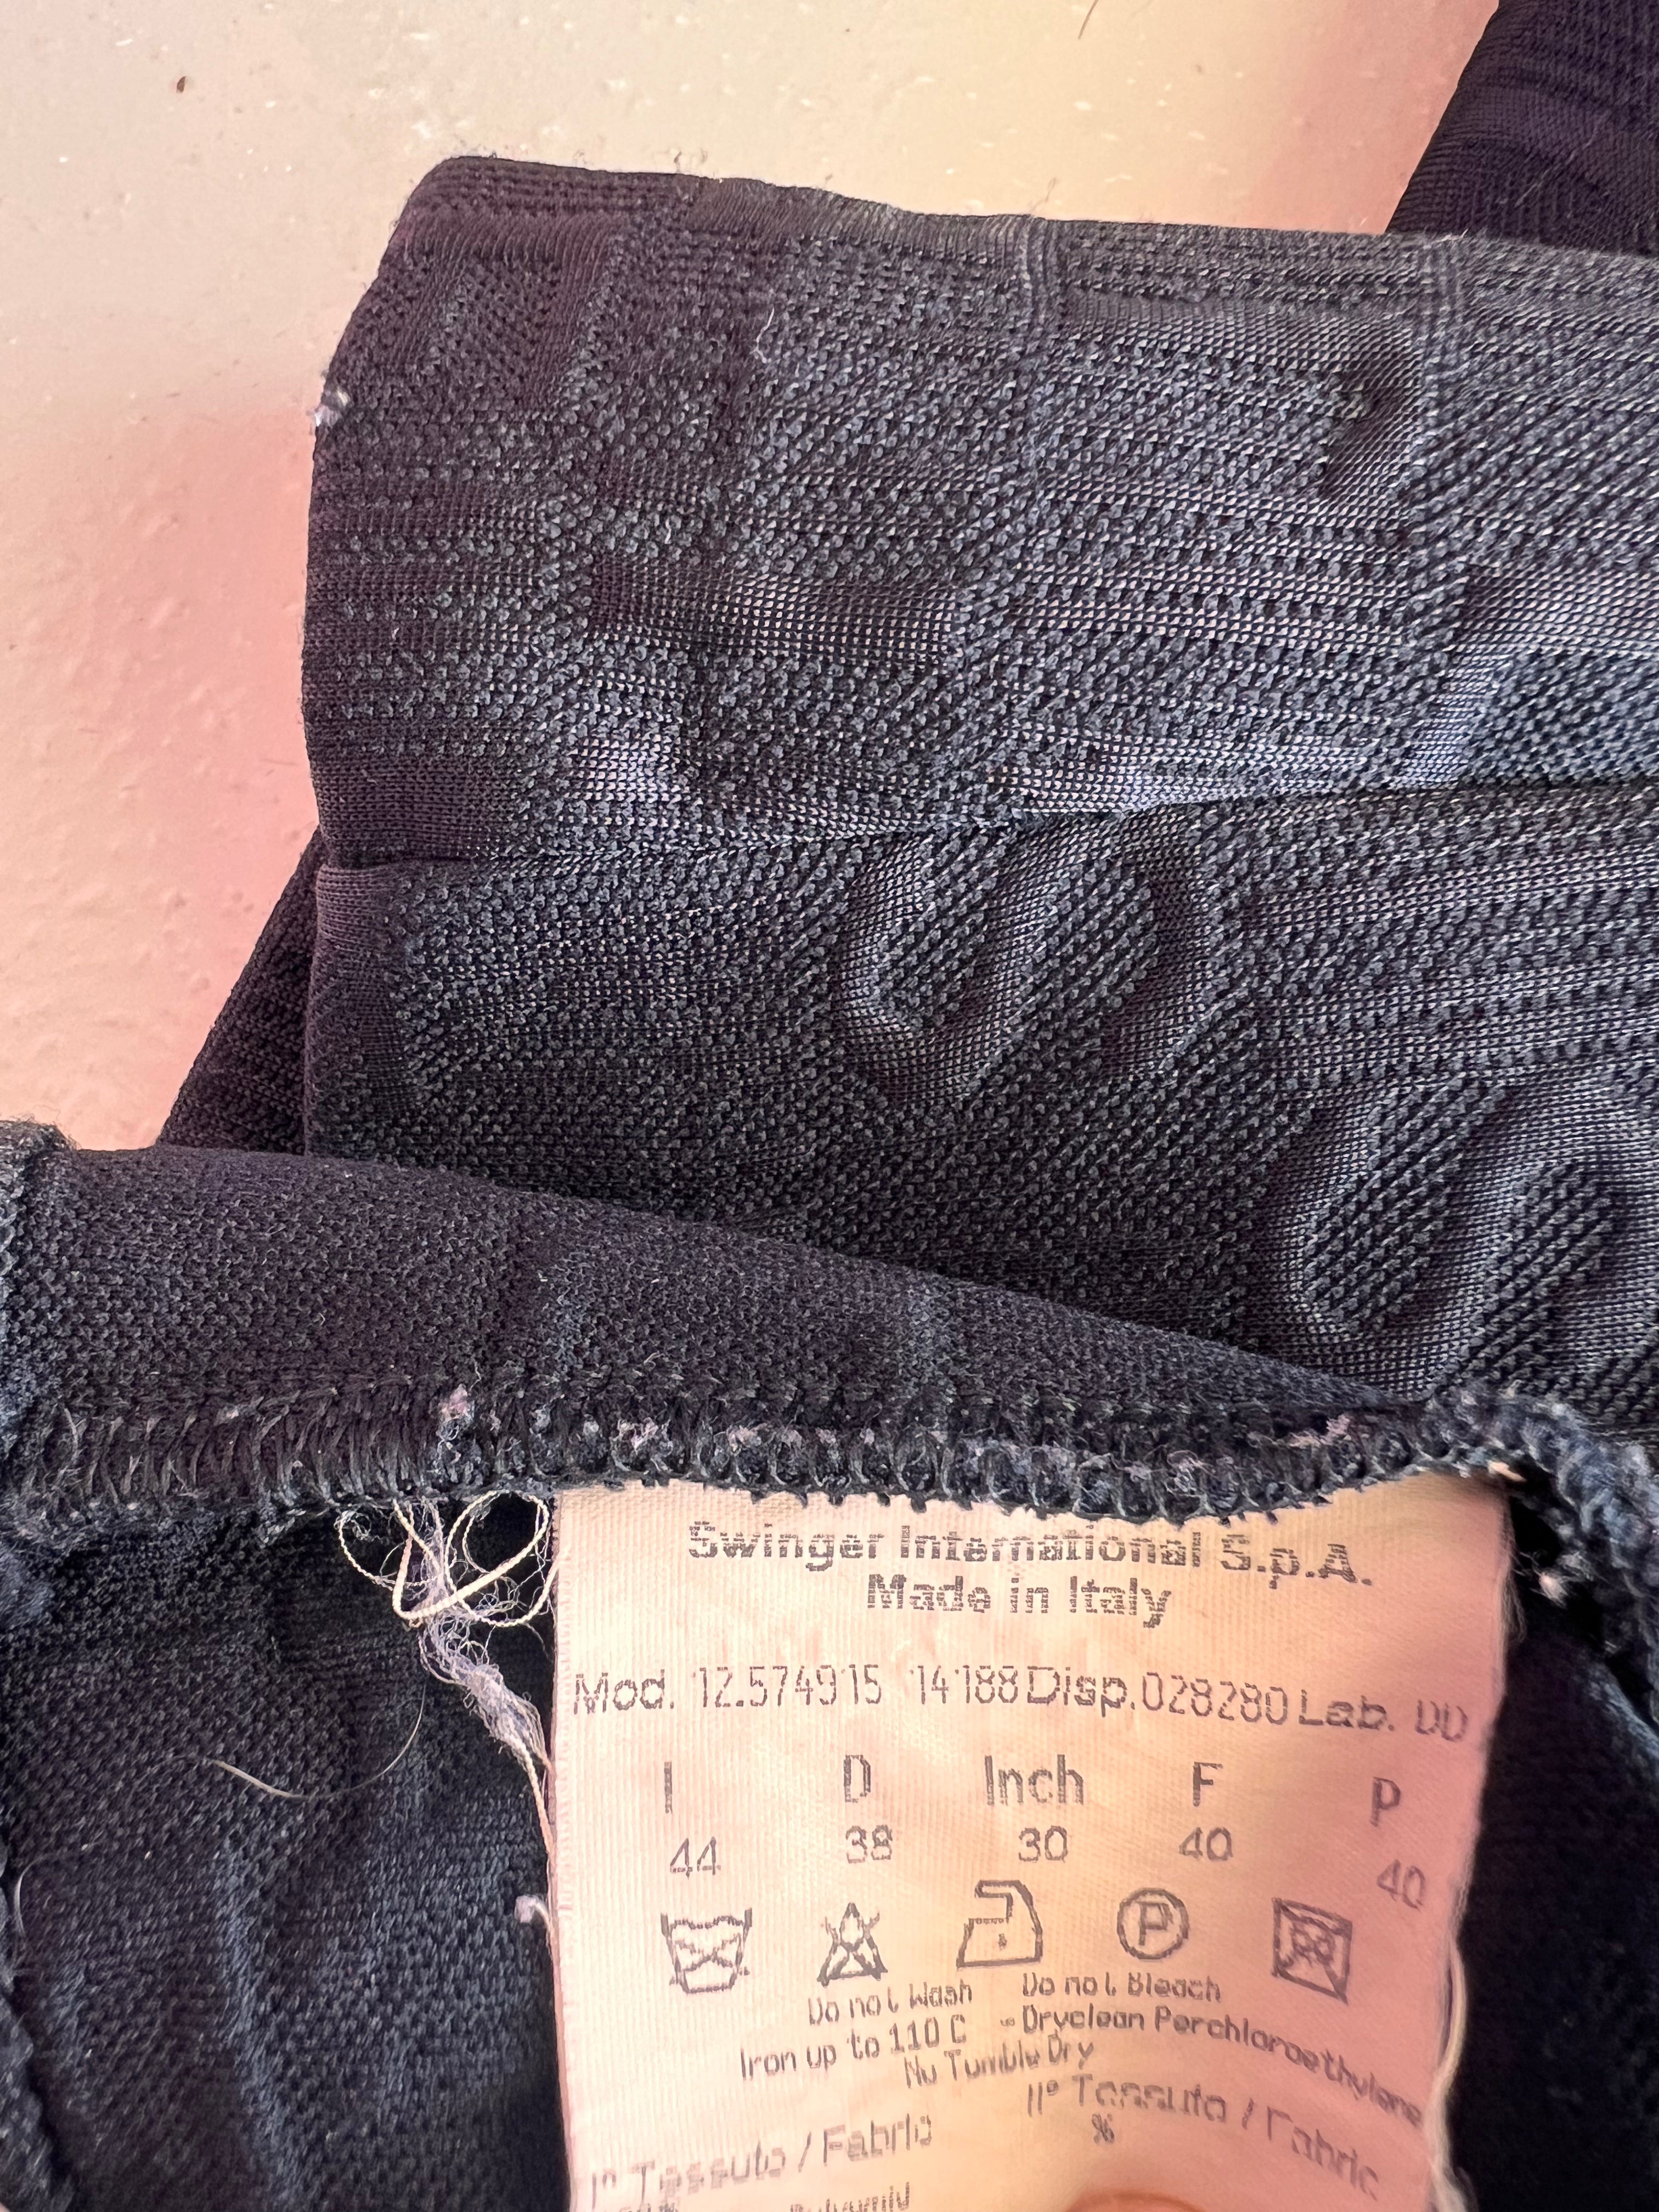 Swinger International S.p.A.
Made in Italy
Mod. 12.574915 14188 Disp.028280 Lab. DD
I D Inch F P
44 38 30 40 40
P
Do not Wash Do not Bleach
Iron up to 110 C - Dryclean Perchloroethylene
No Tumble Dry
I° Tessuto / Fabric II° Tessuto / Fabric
%